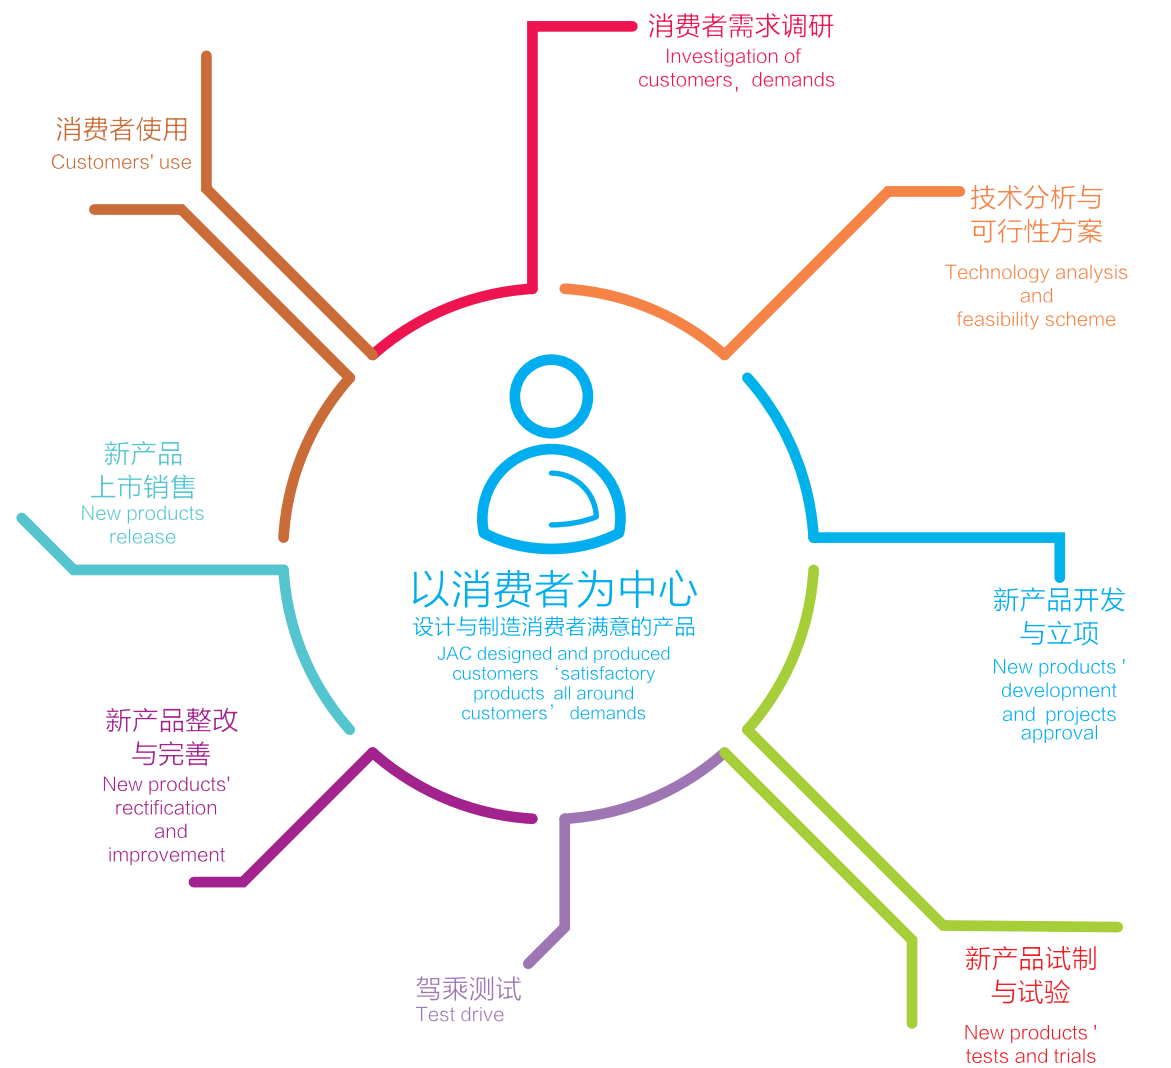 消费者需求调研
Investigation of
customers, demands
技术分析与
可行性方案
Technology analysis
and
feasibility scheme
新产品开发
与立项
New products '
development
and projects
approval
新产品试制
与试验
New products '
tests and trials
驾乘测试
Test drive
新产品整改
与完善
New products'
rectification
and
improvement
新产品
上市销售
New products
release
消费者使用
Customers' use
以消费者为中心
设计与制造消费者满意的产品
JAC designed and produced
customers ‘satisfactory
products all around
customers’ demands